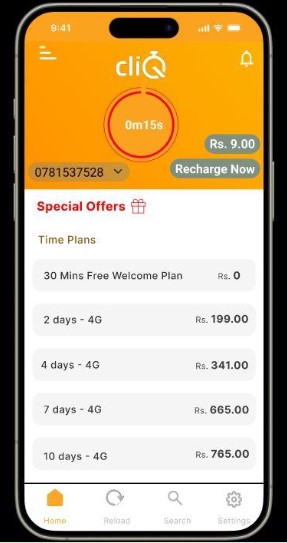 9:41
cliQ
0m15s
Rs. 9.00
0781537528
Recharge Now
Special Offers
Time Plans
30 Mins Free Welcome Plan Rs. 0
2 days - 4G Rs. 199.00
4 days - 4G Rs. 341.00
7 days - 4G Rs. 665.00
10 days - 4G Rs. 765.00
Home Reload Search Settings